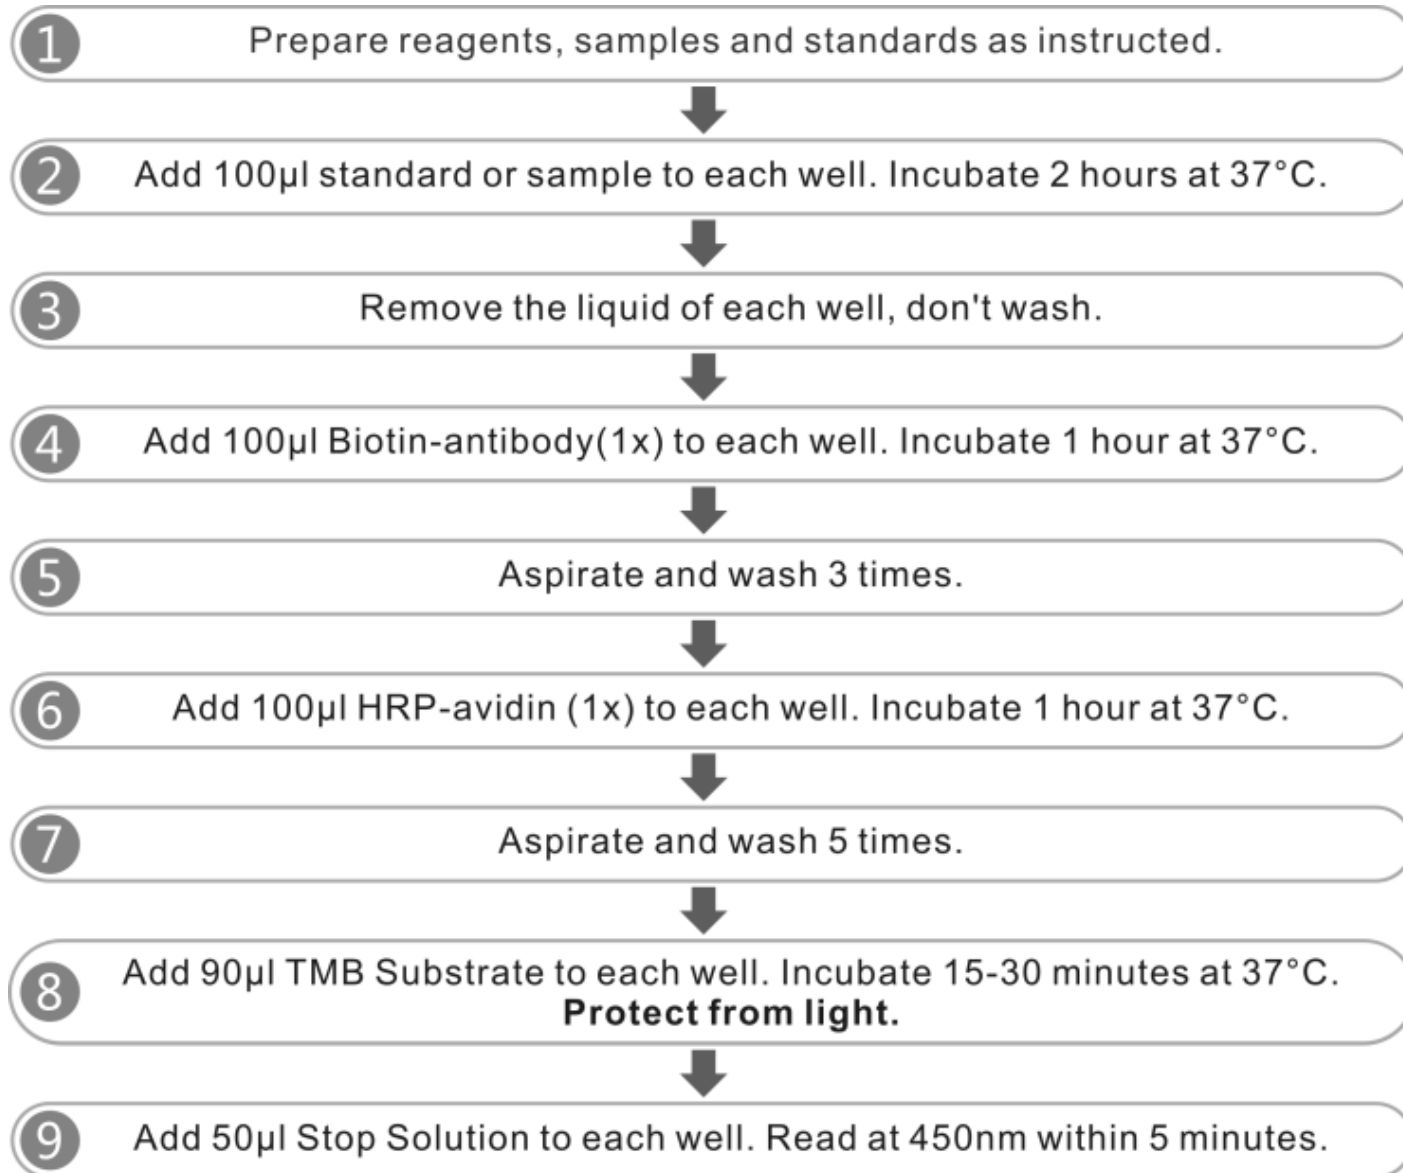 1 Prepare reagents, samples and standards as instructed.
2 Add 100µl standard or sample to each well. Incubate 2 hours at 37°C.
3 Remove the liquid of each well, don't wash.
4 Add 100µl Biotin-antibody(1x) to each well. Incubate 1 hour at 37°C.
5 Aspirate and wash 3 times.
6 Add 100µl HRP-avidin (1x) to each well. Incubate 1 hour at 37°C.
7 Aspirate and wash 5 times.
8 Add 90µl TMB Substrate to each well. Incubate 15-30 minutes at 37°C.
Protect from light.
9 Add 50µl Stop Solution to each well. Read at 450nm within 5 minutes.